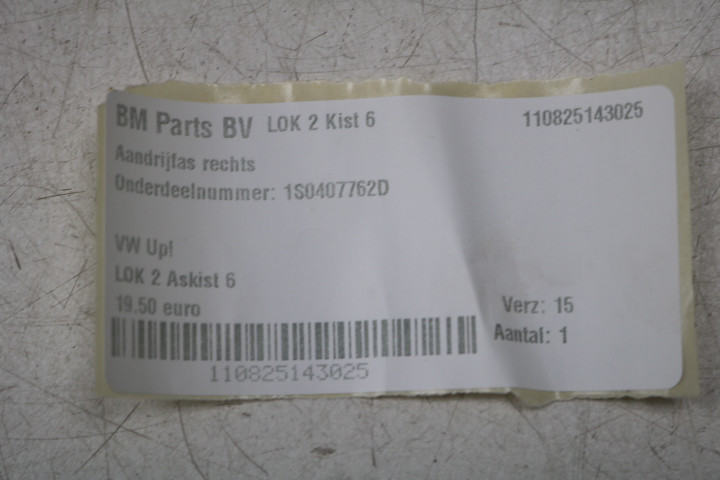 BM Parts BV LOK 2 Kist 6 110825143025
Aandrijfas rechts
Onderdeelnummer: 1S0407762D
VW Up!
LOK 2 Askist 6
19.50 euro Verz: 15
Aantal: 1
110825143025